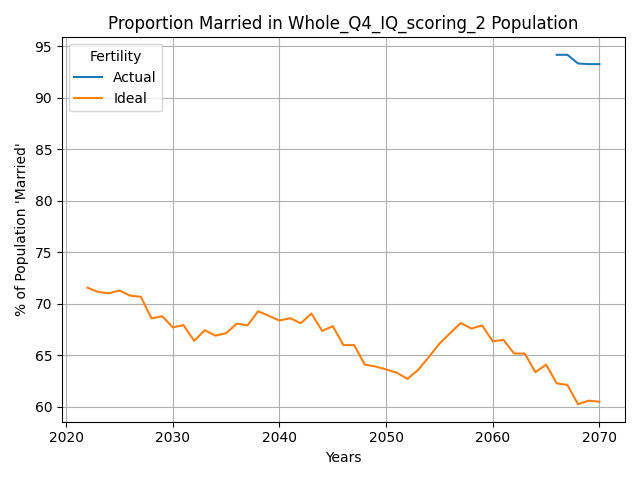 Proportion Married in Whole_Q4_IQ_scoring_2 Population
% of Population 'Married'
95
90
85
80
75
70
65
60
Fertility
Actual
Ideal
2020
2030
2040
2050
2060
2070
Years